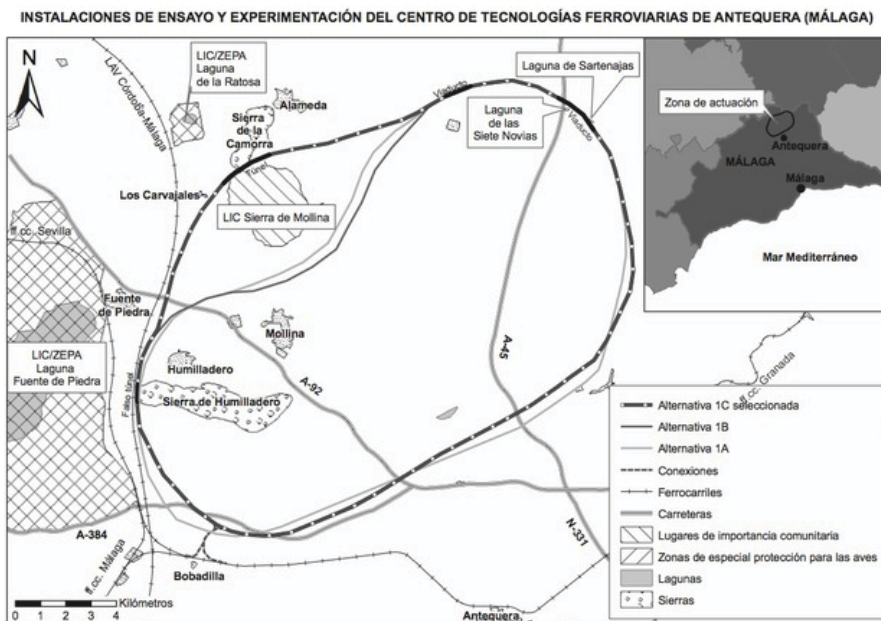 INSTALACIONES DE ENSAYO Y EXPERIMENTACIÓN DEL CENTRO DE TECNOLOGÍAS FERROVIARIAS DE ANTEQUERA (MÁLAGA)
N
LAV Córdoba-Málaga
LIC/ZEPA
Laguna
de la Ratosa
Alameda
Sierra
de la
Camorra
Túnel
Los Carvajales
LIC Sierra de Mollina
Viaducto
Laguna de Sartenajas
Laguna
de las
Siete Novias
Viaducto
Zona de actuación
Antequera
MÁLAGA
Málaga
Mar Mediterráneo
ff.cc. Sevilla
Fuente
de Piedra
Mollina
LIC/ZEPA
Laguna
Fuente de Piedra
Humilladero
Sierra de Humilladero
Falso túnel
A-92
A-45
ff.cc. Granada
A-384
N-331
ff.cc. Málaga
Bobadilla
Antequera
Kilómetros
0 1 2 3 4
Alternativa 1C seleccionada
Alternativa 1B
Alternativa 1A
Conexiones
Ferrocarriles
Carreteras
Lugares de importancia comunitaria
Zonas de especial protección para las aves
Lagunas
Sierras